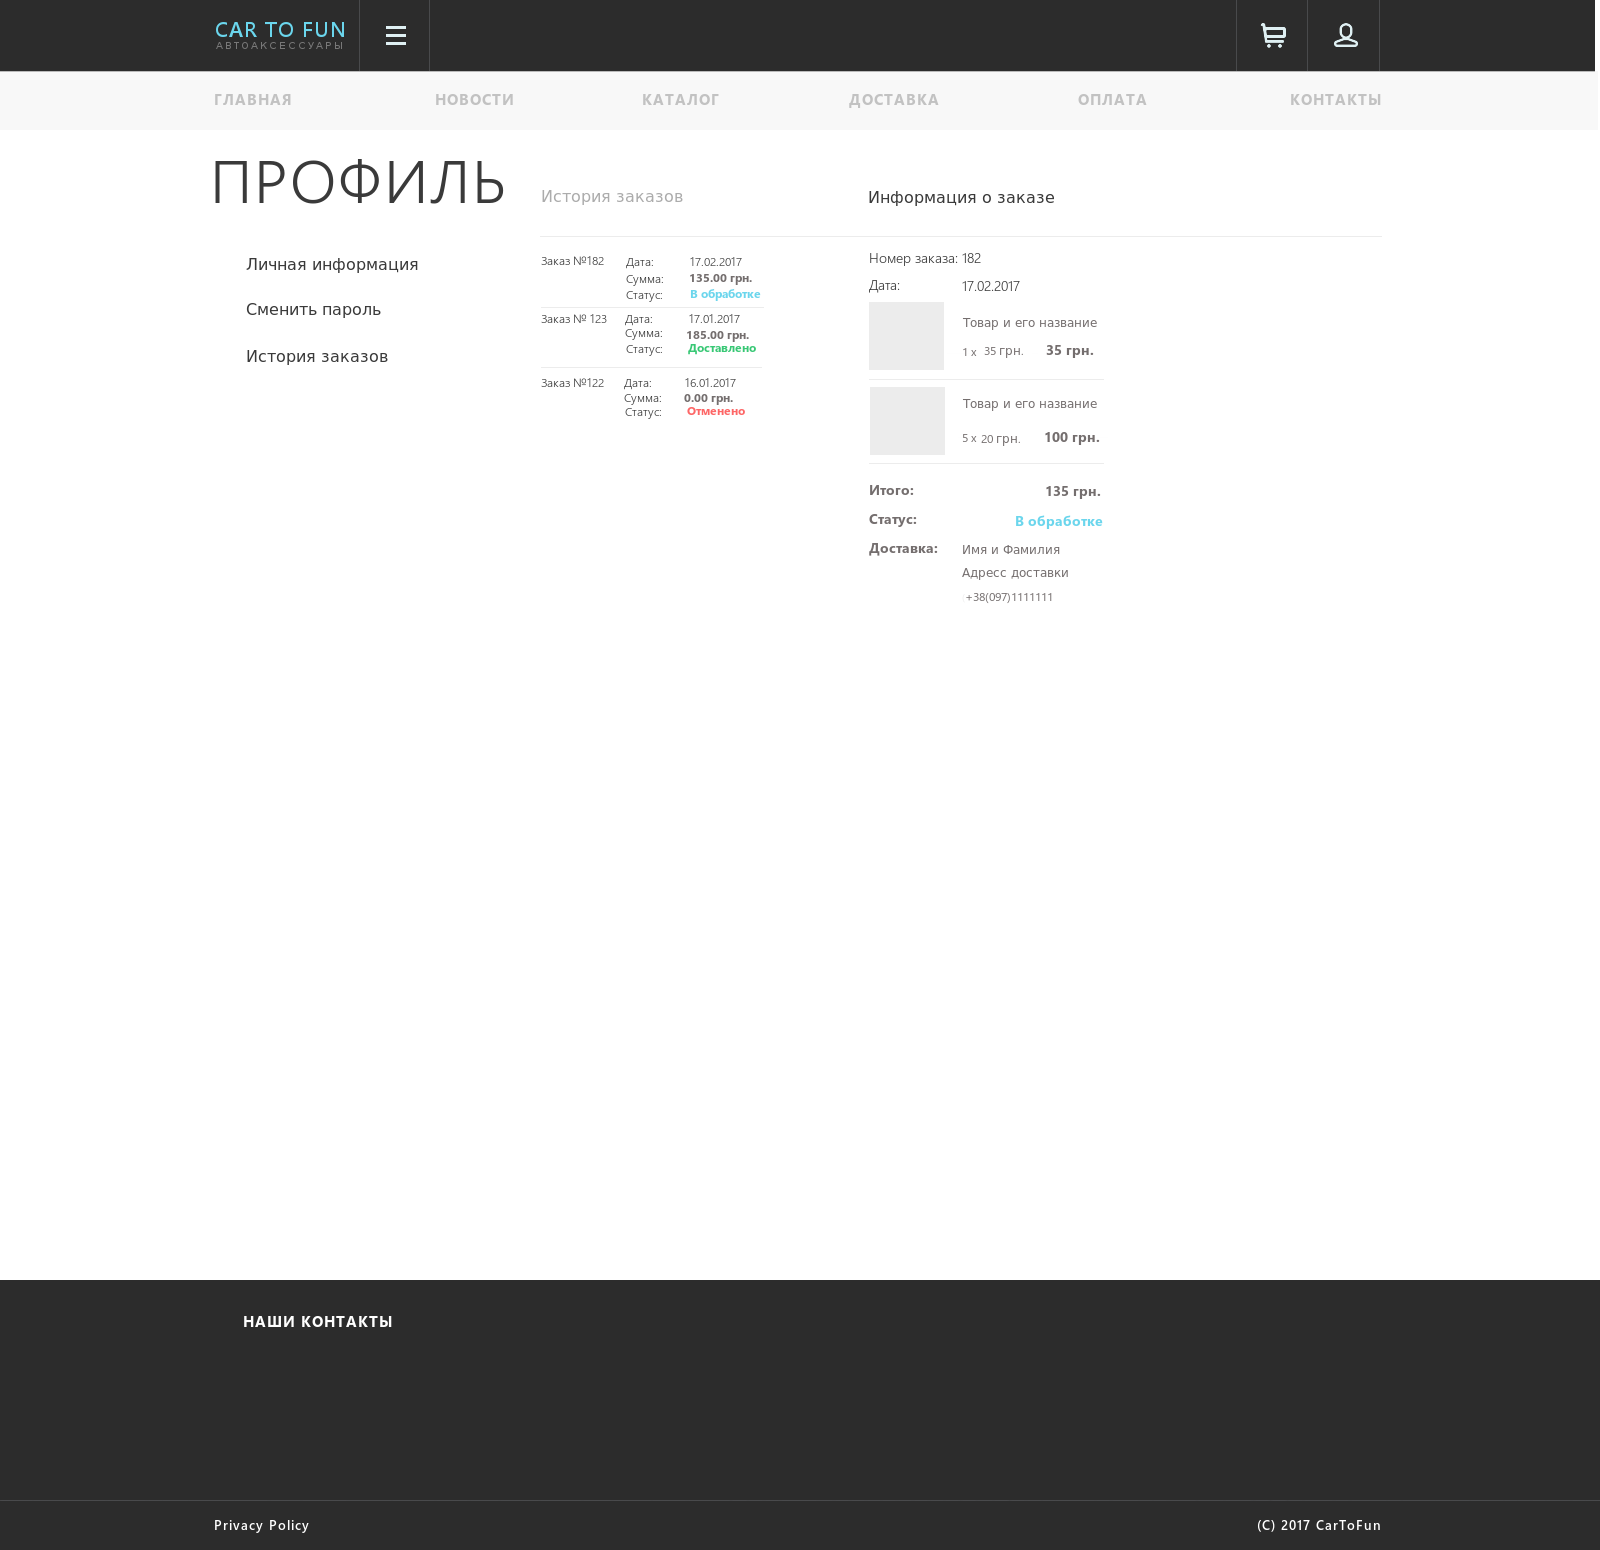 CAR TO FUN
АВТОАКСЕССУАРЫ
ГЛАВНАЯ НОВОСТИ КАТАЛОГ ДОСТАВКА ОПЛАТА КОНТАКТЫ
ПРОФИЛЬ
Личная информация
Сменить пароль
История заказов
История заказов
Заказ №182 Дата: 17.02.2017
Сумма: 135.00 грн.
Статус: В обработке
Заказ № 123 Дата: 17.01.2017
Сумма: 185.00 грн.
Статус: Доставлено
Заказ №122 Дата: 16.01.2017
Сумма: 0.00 грн.
Статус: Отменено
Информация о заказе
Номер заказа: 182
Дата: 17.02.2017
Товар и его название
1 x 35 грн. 35 грн.
Товар и его название
5 x 20 грн. 100 грн.
Итого: 135 грн.
Статус: В обработке
Доставка: Имя и Фамилия
Адресс доставки
+38(097)1111111
НАШИ КОНТАКТЫ
Privacy Policy (C) 2017 CarToFun